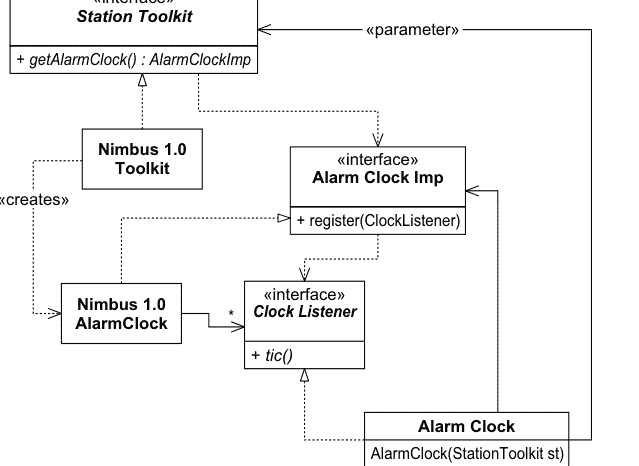 «interface»
Station Toolkit
«parameter»
+ getAlarmClock() : AlarmClockImp
Nimbus 1.0
Toolkit
«interface»
Alarm Clock Imp
«creates»
+ register(ClockListener)
«interface»
Clock Listener
Nimbus 1.0
AlarmClock
*
+ tic()
Alarm Clock
AlarmClock(StationToolkit st)